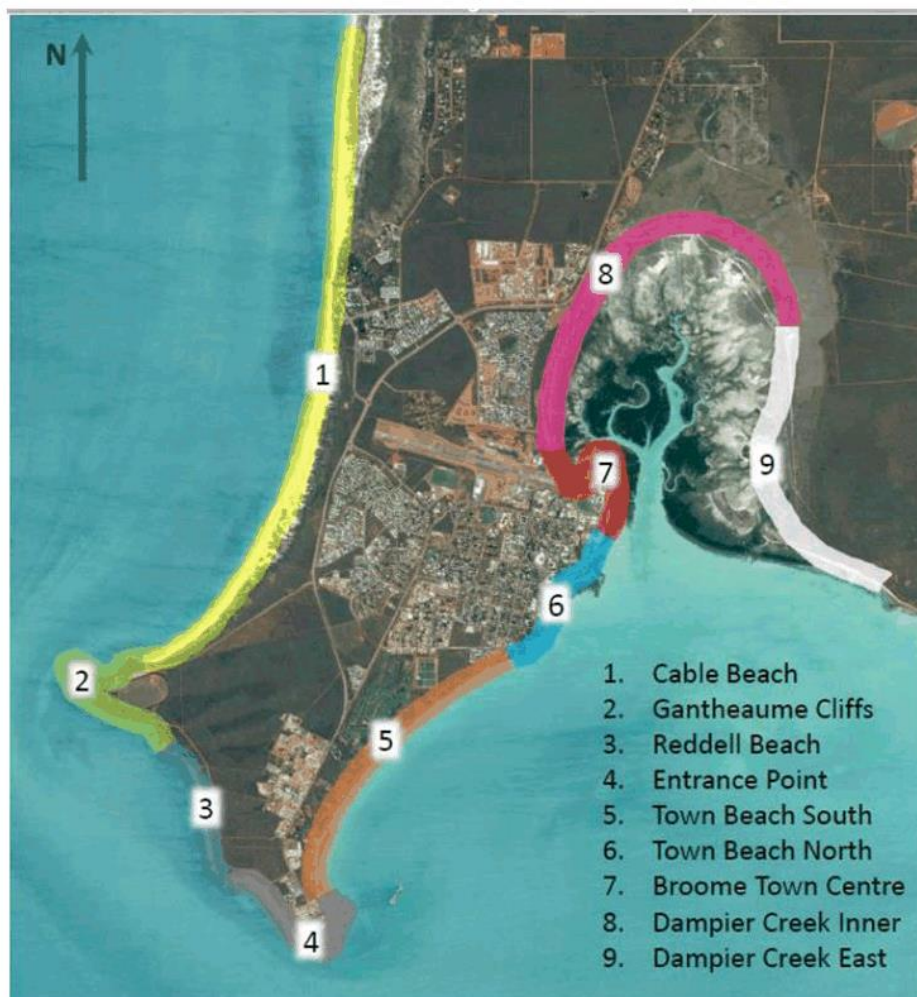 N
8
1
7
9
6
2
5
3
4
1. Cable Beach
2. Gantheaume Cliffs
3. Reddell Beach
4. Entrance Point
5. Town Beach South
6. Town Beach North
7. Broome Town Centre
8. Dampier Creek Inner
9. Dampier Creek East